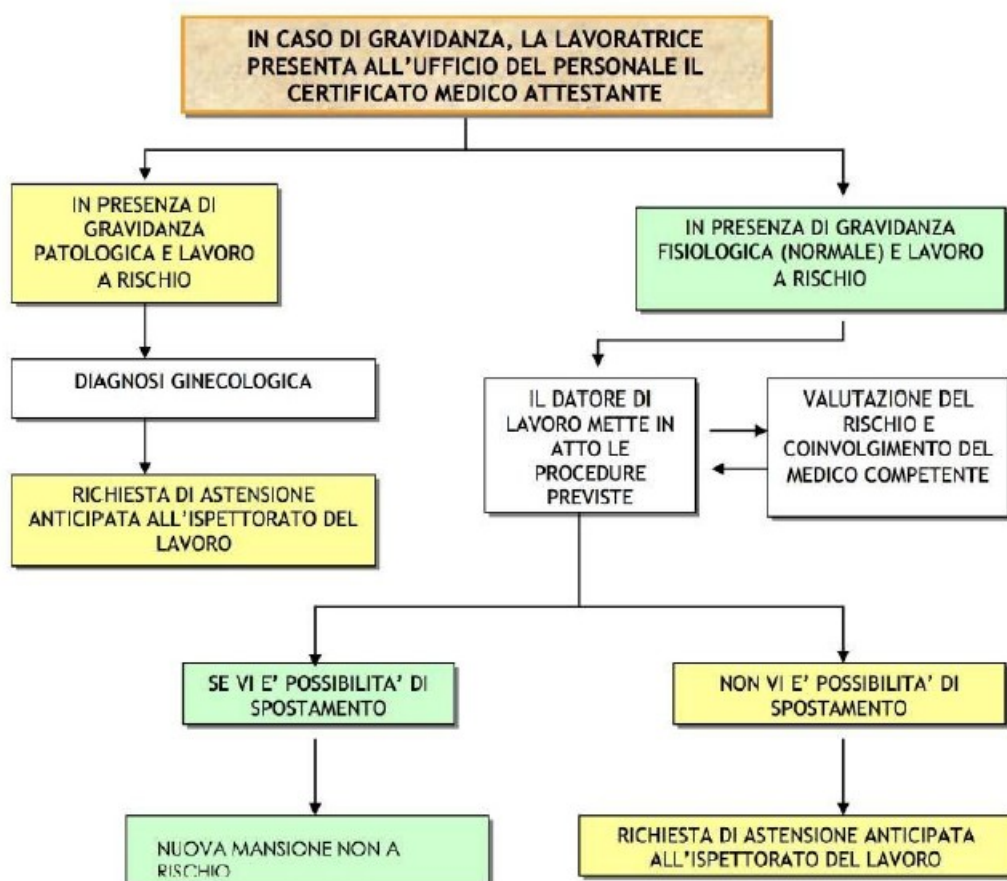 IN CASO DI GRAVIDANZA, LA LAVORATRICE
PRESENTA ALL'UFFICIO DEL PERSONALE IL
CERTIFICATO MEDICO ATTESTANTE
IN PRESENZA DI
GRAVIDANZA
PATOLOGICA E LAVORO
A RISCHIO
IN PRESENZA DI GRAVIDANZA
FISIOLOGICA (NORMALE) E LAVORO
A RISCHIO
DIAGNOSI GINECOLOGICA
IL DATORE DI
LAVORO METTE IN
ATTO LE
PROCEDURE
PREVISTE
VALUTAZIONE DEL
RISCHIO E
COINVOLGIMENTO DEL
MEDICO COMPETENTE
RICHIESTA DI ASTENSIONE
ANTICIPATA ALL'ISPETTORATO DEL
LAVORO
SE VI E' POSSIBILITA' DI
SPOSTAMENTO
NON VI E' POSSIBILITA' DI
SPOSTAMENTO
NUOVA MANSIONE NON A
RISCHIO
RICHIESTA DI ASTENSIONE ANTICIPATA
ALL'ISPETTORATO DEL LAVORO